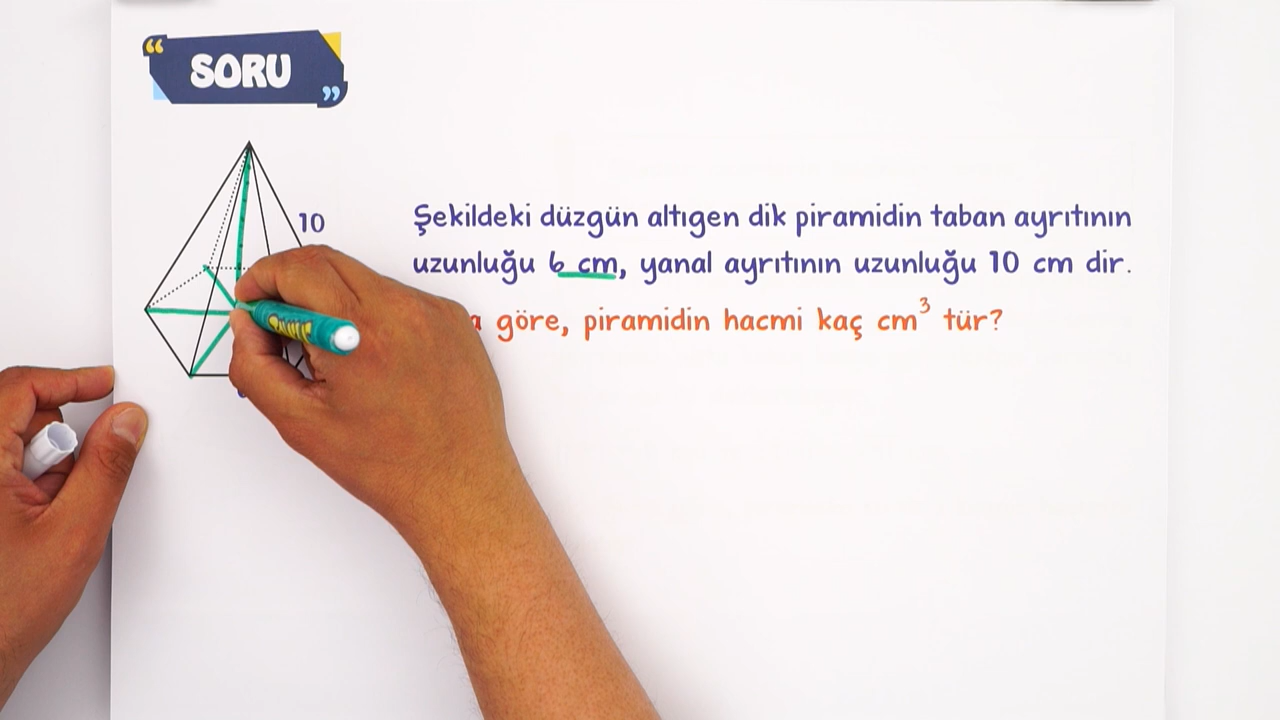 SORU
10
Şekildeki düzgün altıgen dik piramidin taban ayrıtının
uzunluğu 6 cm, yanal ayrıtının uzunluğu 10 cm dir.
göre, piramidin hacmi kaç cm³ tür?